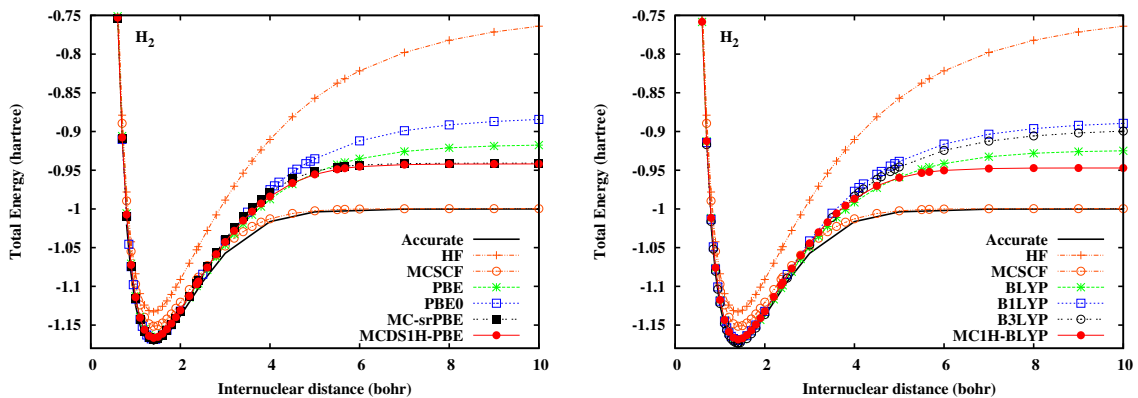 H2
Total Energy (hartree)
-0.75
-0.8
-0.85
-0.9
-0.95
-1
-1.05
-1.1
-1.15
Accurate
HF
MCSCF
PBE
PBE0
MC-srPBE
MCDS1H-PBE
0 2 4 6 8 10
Internuclear distance (bohr)
H2
Total Energy (hartree)
-0.75
-0.8
-0.85
-0.9
-0.95
-1
-1.05
-1.1
-1.15
Accurate
HF
MCSCF
BLYP
B1LYP
B3LYP
MC1H-BLYP
0 2 4 6 8 10
Internuclear distance (bohr)